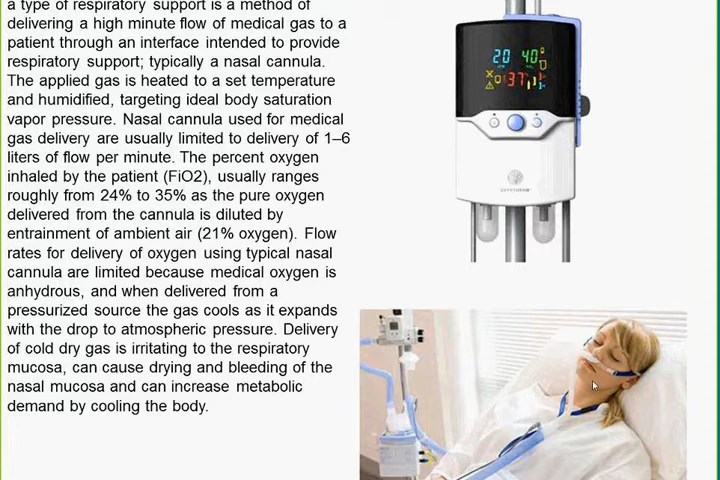 a type of respiratory support is a method of
delivering a high minute flow of medical gas to a
patient through an interface intended to provide
respiratory support; typically a nasal cannula.
The applied gas is heated to a set temperature
and humidified, targeting ideal body saturation
vapor pressure. Nasal cannula used for medical
gas delivery are usually limited to delivery of 1–6
liters of flow per minute. The percent oxygen
inhaled by the patient (FiO2), usually ranges
roughly from 24% to 35% as the pure oxygen
delivered from the cannula is diluted by
entrainment of ambient air (21% oxygen). Flow
rates for delivery of oxygen using typical nasal
cannula are limited because medical oxygen is
anhydrous, and when delivered from a
pressurized source the gas cools as it expands
with the drop to atmospheric pressure. Delivery
of cold dry gas is irritating to the respiratory
mucosa, can cause drying and bleeding of the
nasal mucosa and can increase metabolic
demand by cooling the body.
20 40
37